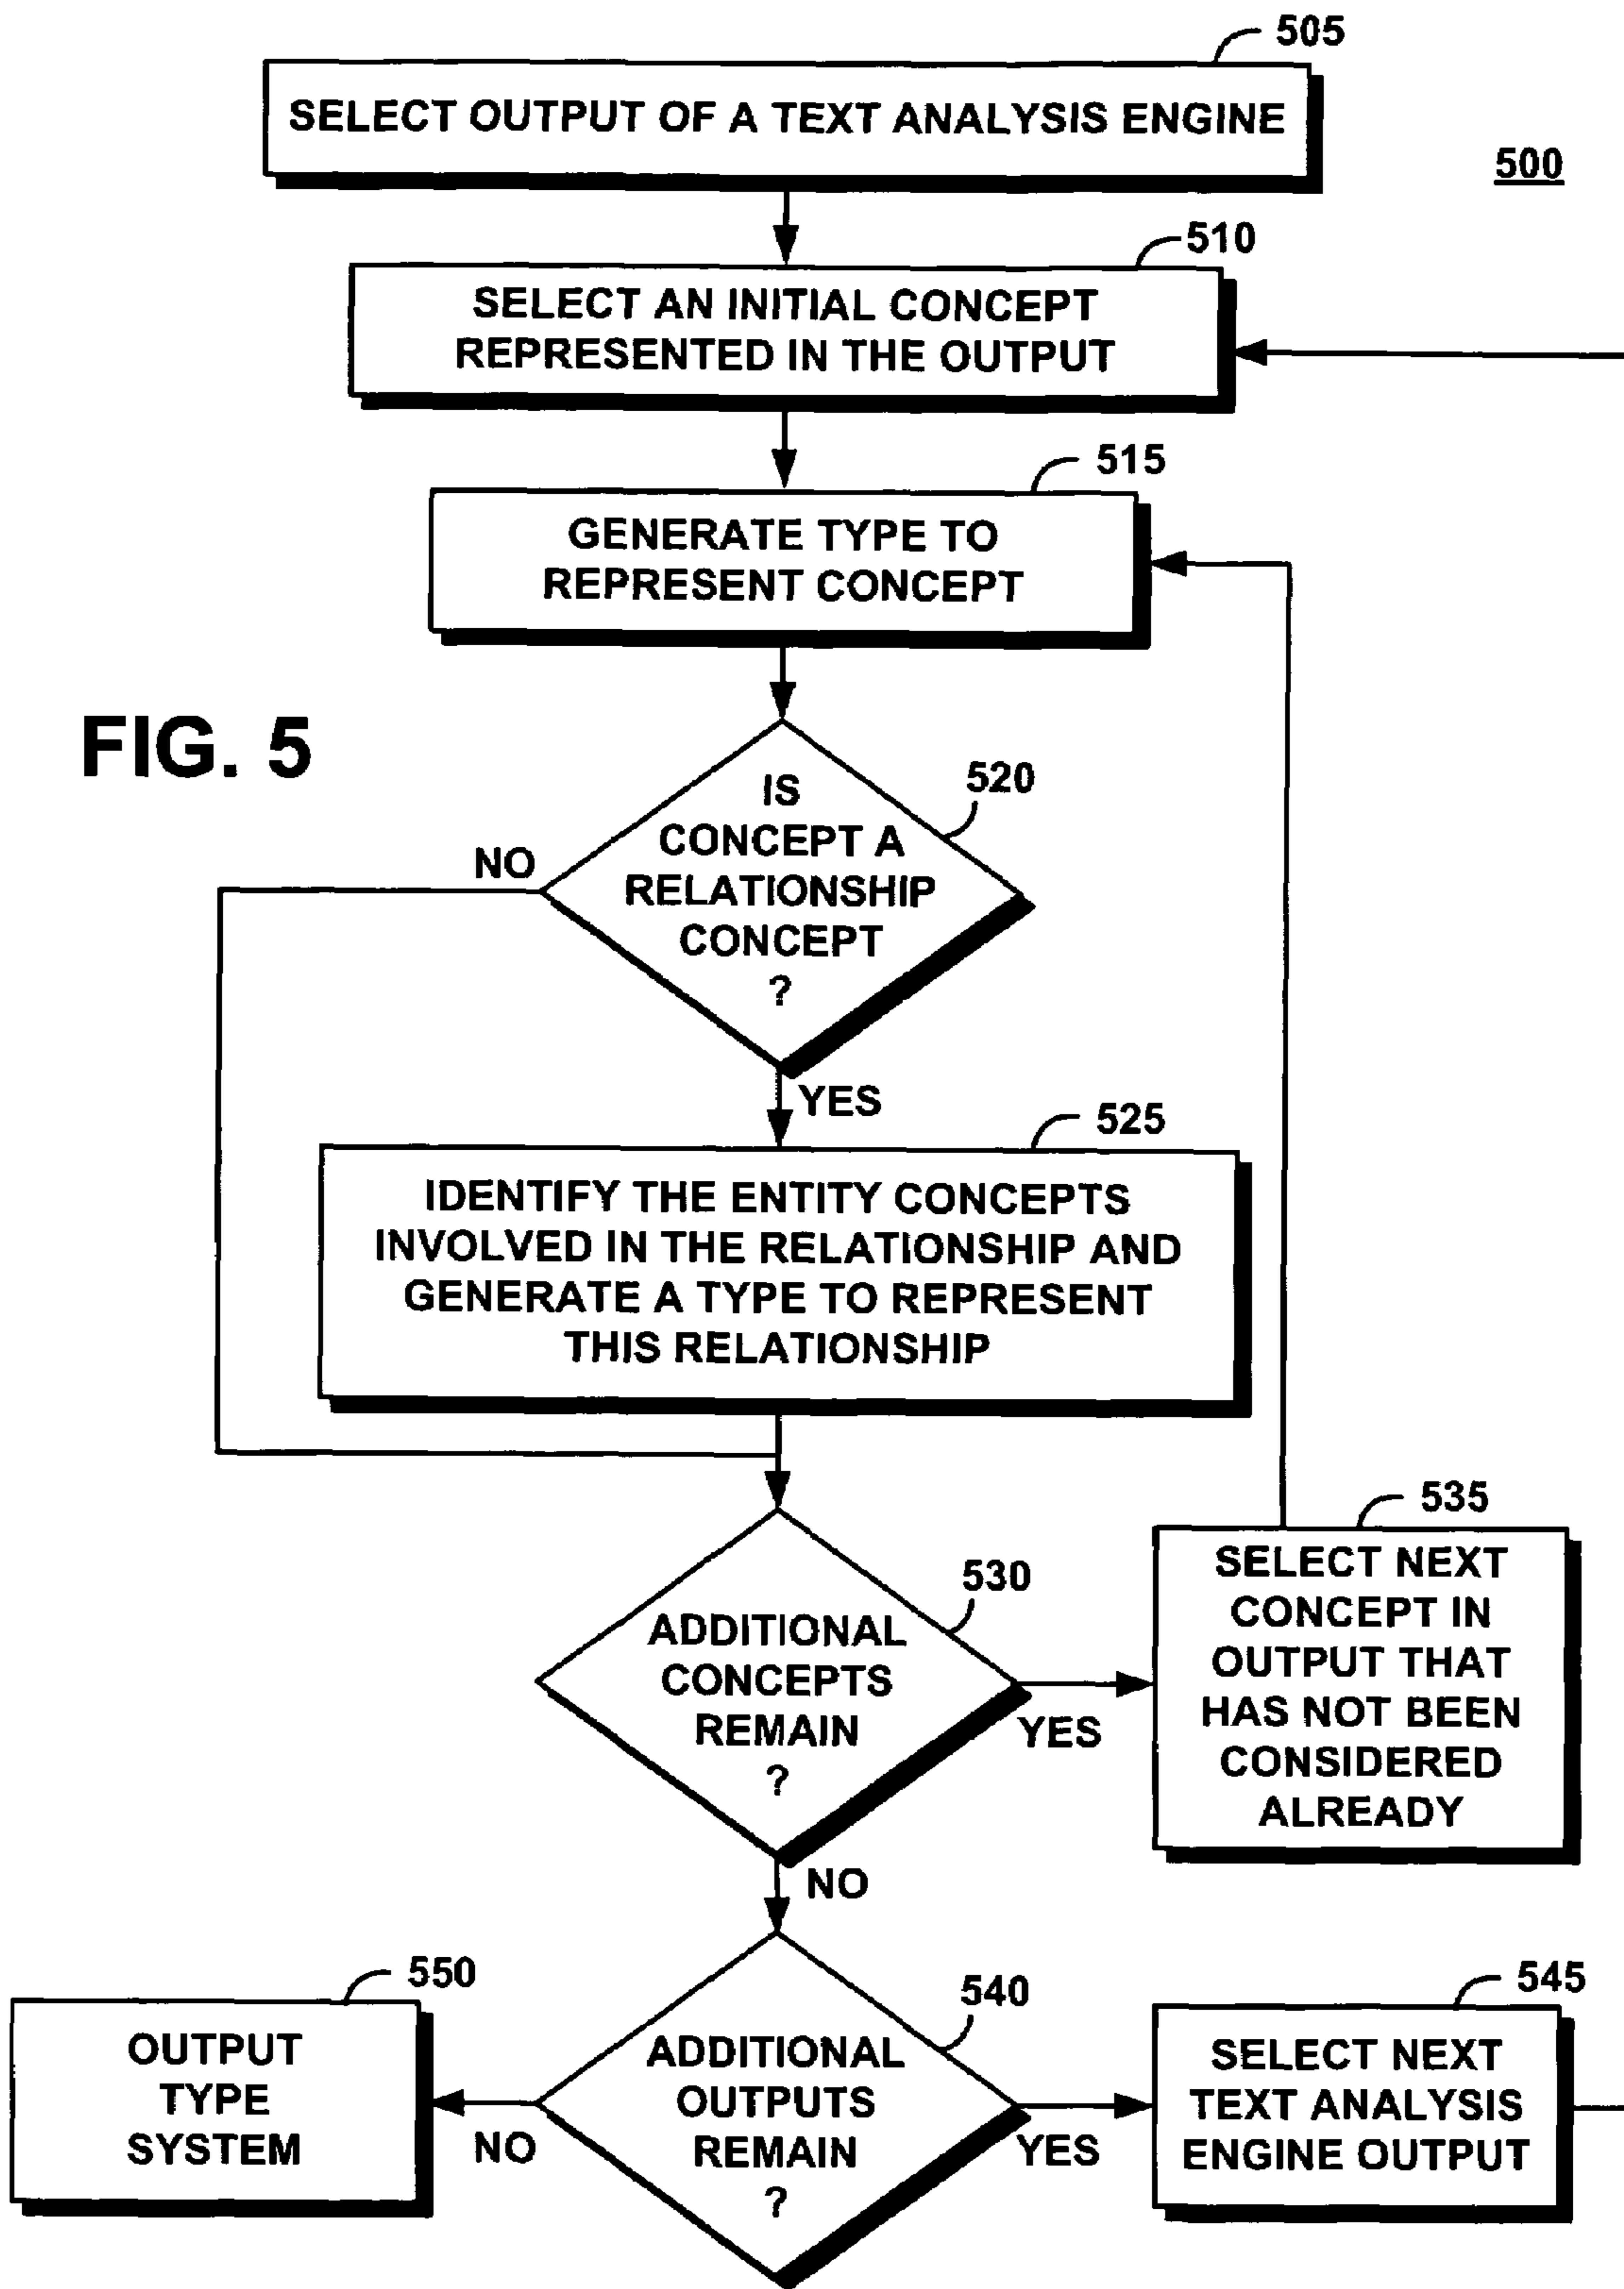 505
SELECT OUTPUT OF A TEXT ANALYSIS ENGINE
500
510
SELECT AN INITIAL CONCEPT
REPRESENTED IN THE OUTPUT
515
GENERATE TYPE TO
REPRESENT CONCEPT
FIG. 5
520
IS
CONCEPT A
RELATIONSHIP
CONCEPT
?
NO
YES
525
IDENTIFY THE ENTITY CONCEPTS
INVOLVED IN THE RELATIONSHIP AND
GENERATE A TYPE TO REPRESENT
THIS RELATIONSHIP
530
ADDITIONAL
CONCEPTS
REMAIN
?
YES
NO
535
SELECT NEXT
CONCEPT IN
OUTPUT THAT
HAS NOT BEEN
CONSIDERED
ALREADY
540
ADDITIONAL
OUTPUTS
REMAIN
?
NO
YES
550
OUTPUT
TYPE
SYSTEM
545
SELECT NEXT
TEXT ANALYSIS
ENGINE OUTPUT